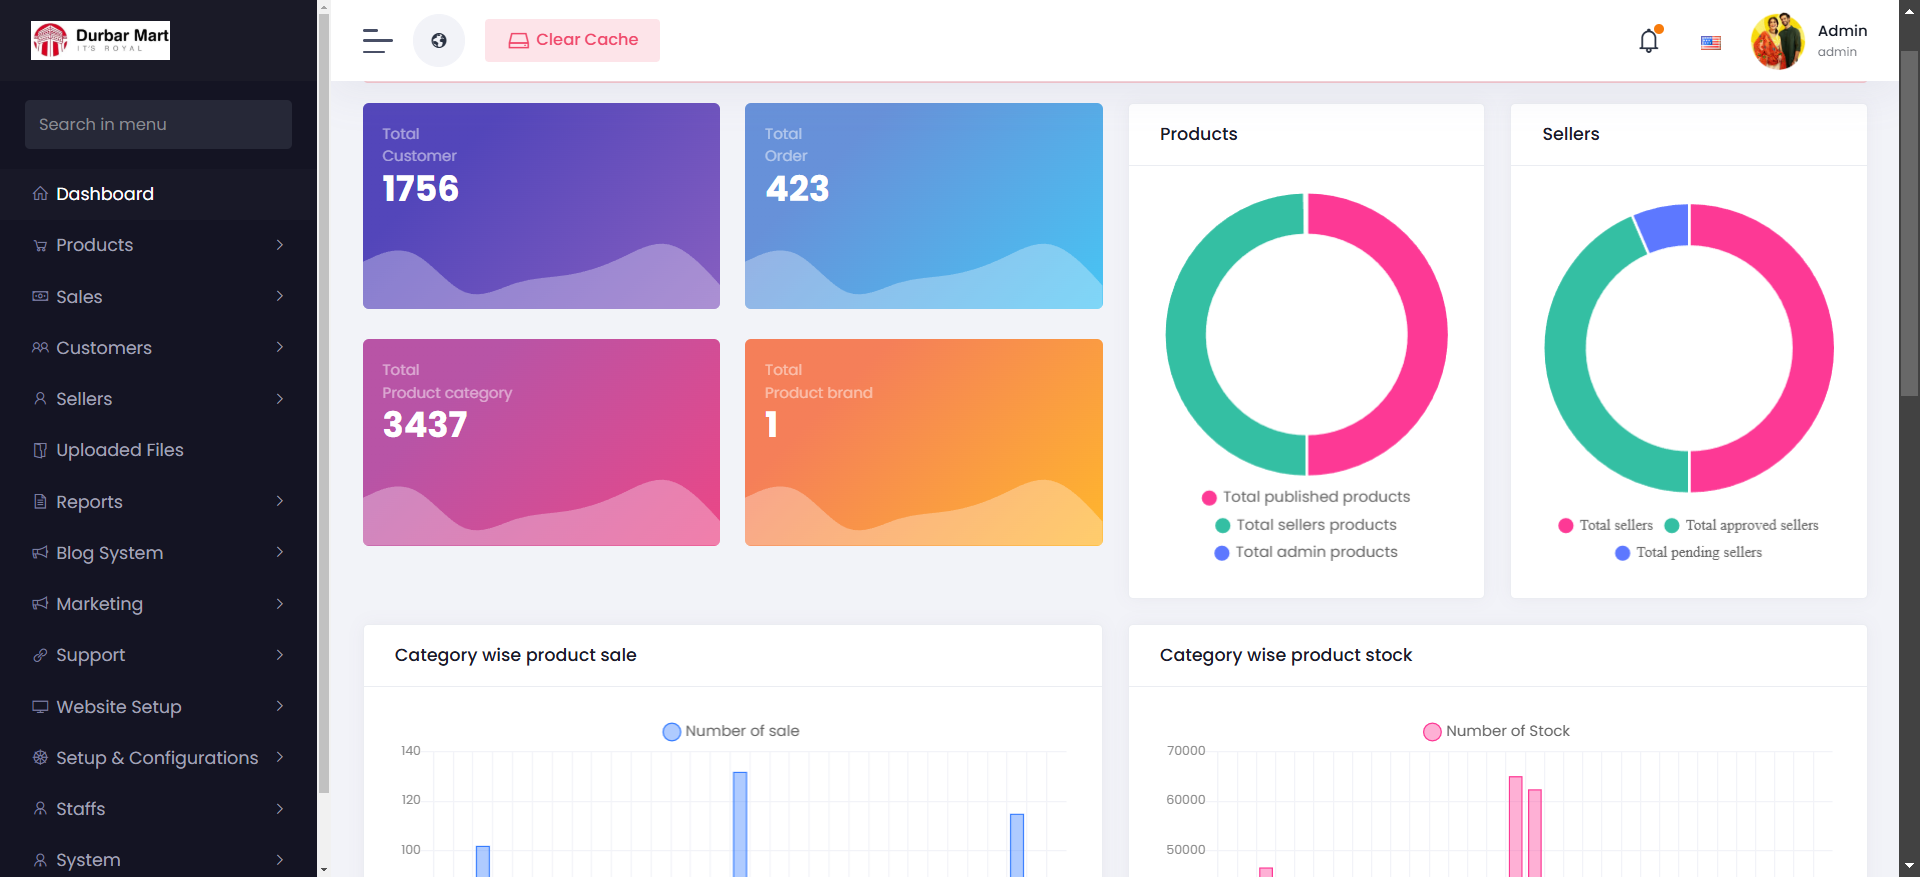 Durbar Mart
IT'S ROYAL
Search in menu
Dashboard
Products
Sales
Customers
Sellers
Uploaded Files
Reports
Blog System
Marketing
Support
Website Setup
Setup & Configurations
Staffs
System
Clear Cache
Admin
admin
Total
Customer
1756
Total
Order
423
Total
Product category
3437
Total
Product brand
1
Products
Total published products
Total sellers products
Total admin products
Sellers
Total sellers Total approved sellers
Total pending sellers
Category wise product sale
Number of sale
140
120
100
Category wise product stock
Number of Stock
70000
60000
50000